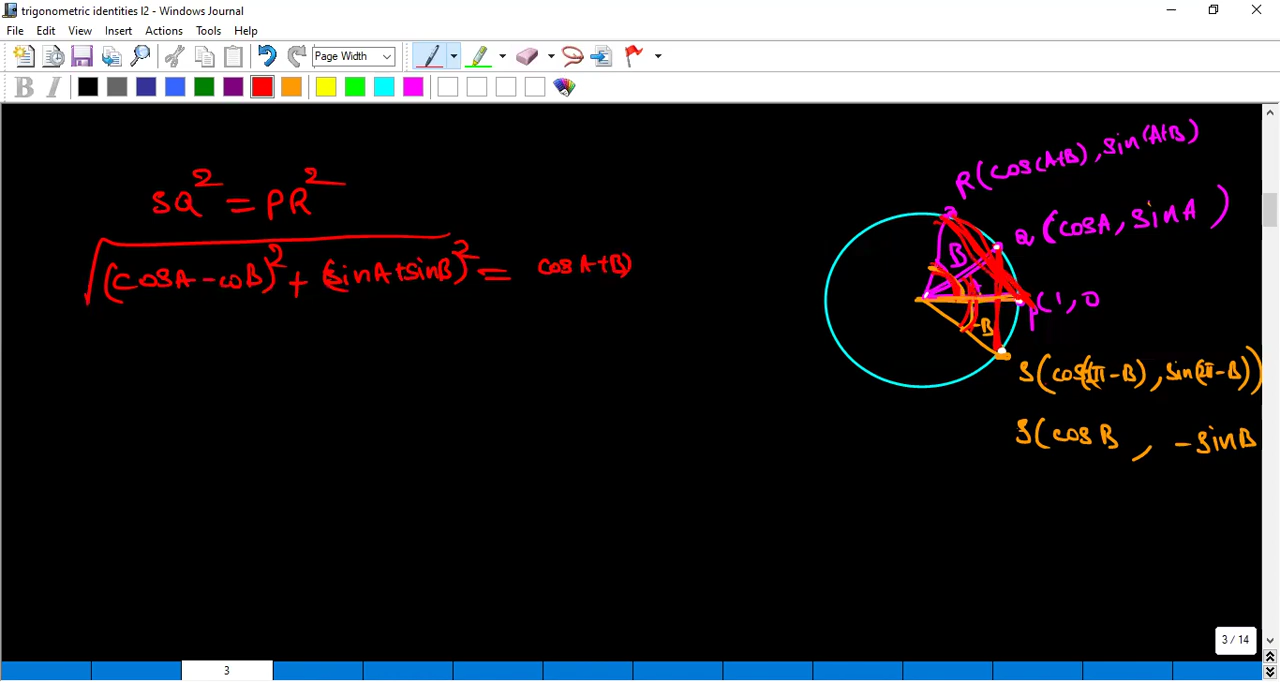 trigonometric identities l2 - Windows Journal
File Edit View Insert Actions Tools Help
Page Width
B I
SQ² = PR²
√(cosA - coB)² + (sinA + sinB)² = cos A+B)
R(cos(A+B), sin(A+B)
Q (cosA, sinA )
B
P(1, 0
-B
S(cos(2π - B), sin(2π - B))
S(cosB , - sinB
3 / 14
3